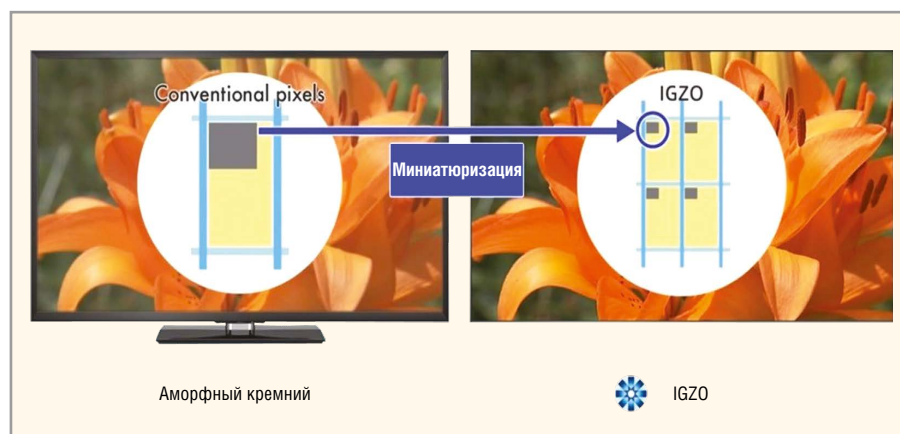 Conventional pixels
IGZO
Миниатюризация
Аморфный кремний
IGZO